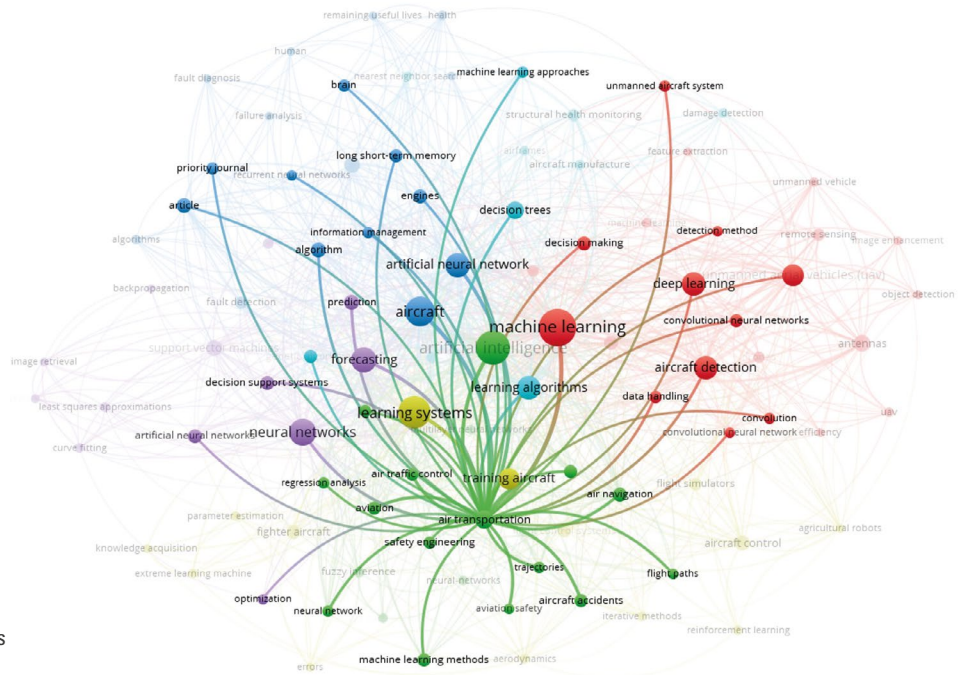 remaining useful lives
health
human
fault diagnosis
nearest neighbor search
machine learning approaches
brain
unmanned aircraft system
failure analysis
structural health monitoring
damage detection
airframes
long short-term memory
aircraft manufacture
feature extraction
priority journal
recurrent neural networks
unmanned vehicle
engines
article
decision trees
information management
detection method
remote sensing
algorithms
algorithm
decision making
image enhancement
artificial neural network
unmanned aerial vehicles (uav)
backpropagation
deep learning
object detection
fault detection
prediction
aircraft
machine learning
convolutional neural networks
support vector machines
artificial intelligence
antennas
image retrieval
forecasting
aircraft detection
decision support systems
learning algorithms
data handling
least squares approximations
learning systems
uav
convolution
artificial neural networks
neural networks
convolutional neural network
efficiency
curve fitting
air traffic control
training aircraft
regression analysis
flight simulators
air navigation
aviation
parameter estimation
air transportation
agricultural robots
fighter aircraft
safety engineering
aircraft control
knowledge acquisition
extreme learning machine
fuzzy inference
trajectories
flight paths
neural-networks
optimization
neural network
aviation safety
aircraft accidents
iterative methods
reinforcement learning
s
machine learning methods
aerodynamics
errors